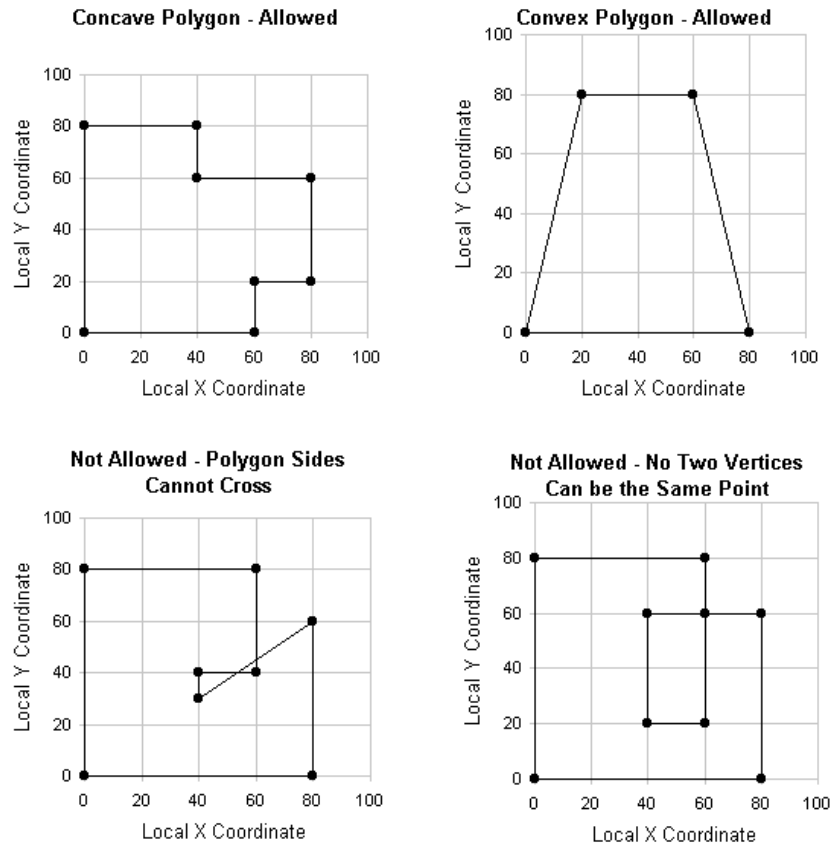 Concave Polygon - Allowed
100
80
60
40
20
0
0 20 40 60 80 100
Local Y Coordinate
Local X Coordinate
Convex Polygon - Allowed
100
80
60
40
20
0
0 20 40 60 80 100
Local Y Coordinate
Local X Coordinate
Not Allowed - Polygon Sides
Cannot Cross
100
80
60
40
20
0
0 20 40 60 80 100
Local Y Coordinate
Local X Coordinate
Not Allowed - No Two Vertices
Can be the Same Point
100
80
60
40
20
0
0 20 40 60 80 100
Local Y Coordinate
Local X Coordinate